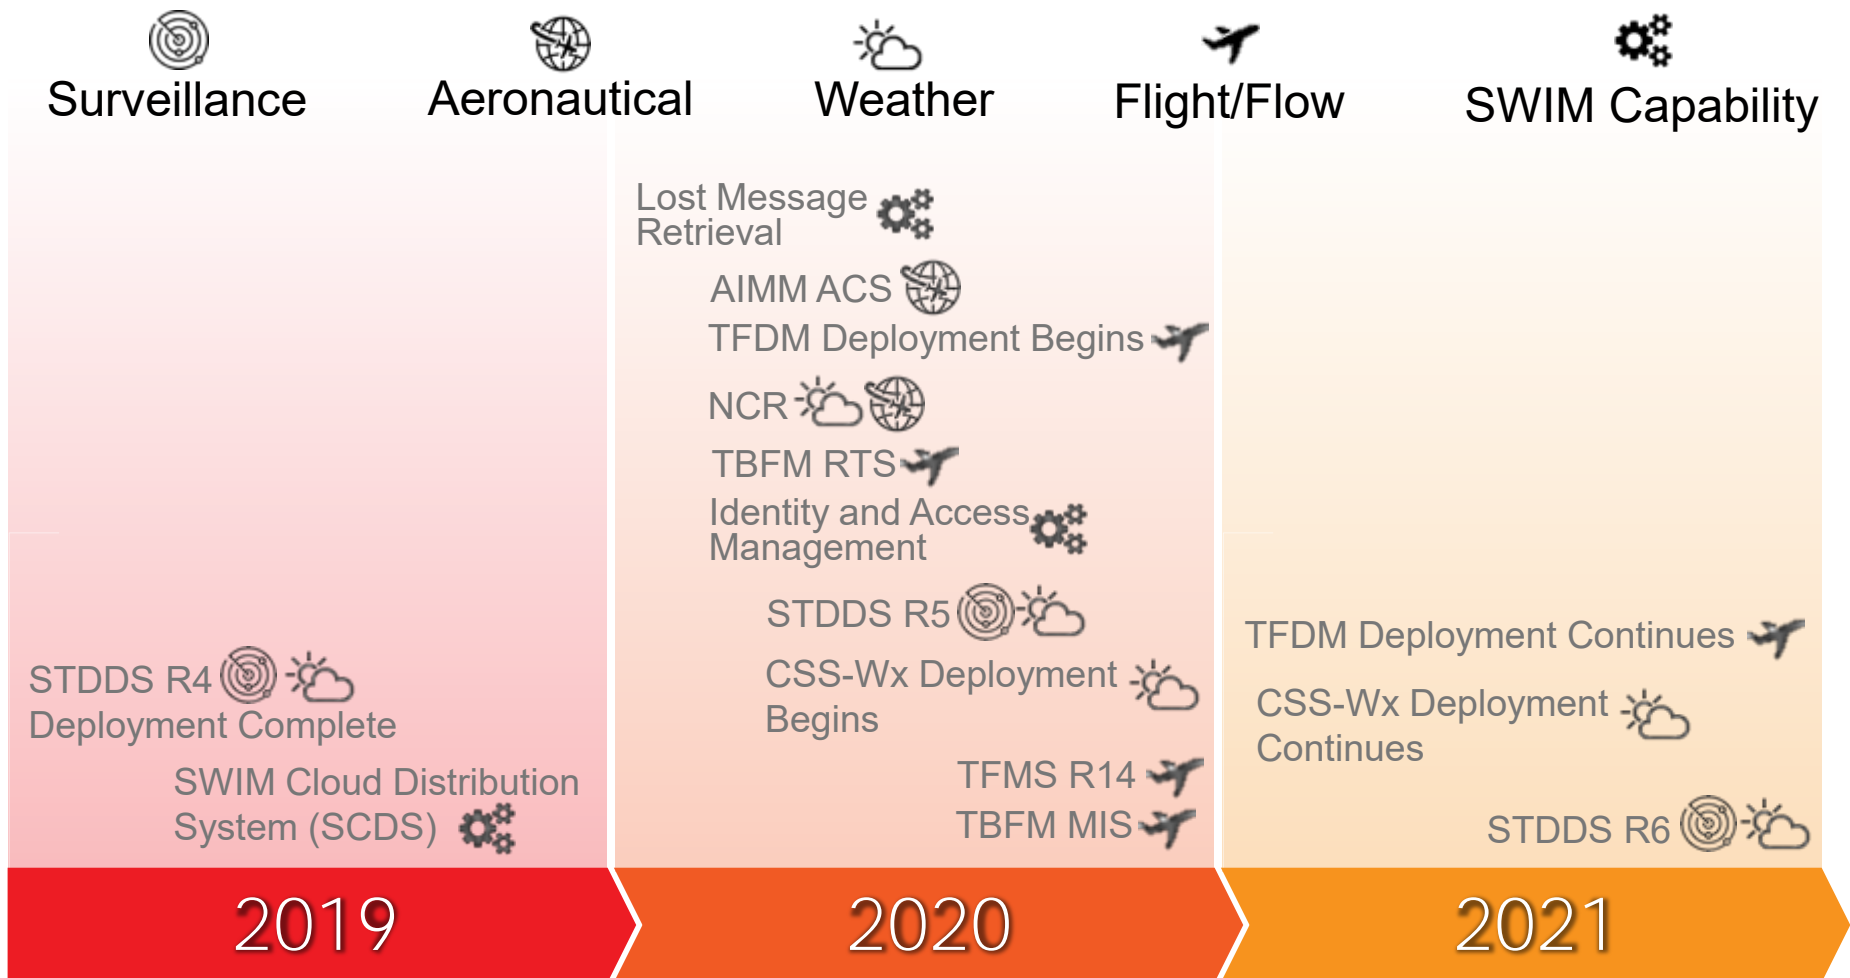 Surveillance
Aeronautical
Weather
Flight/Flow
SWIM Capability
STDDS R4
Deployment Complete
SWIM Cloud Distribution
System (SCDS)
Lost Message
Retrieval
AIMM ACS
TFDM Deployment Begins
NCR
TBFM RTS
Identity and Access
Management
STDDS R5
CSS-Wx Deployment
Begins
TFMS R14
TBFM MIS
TFDM Deployment Continues
CSS-Wx Deployment
Continues
STDDS R6
2019
2020
2021